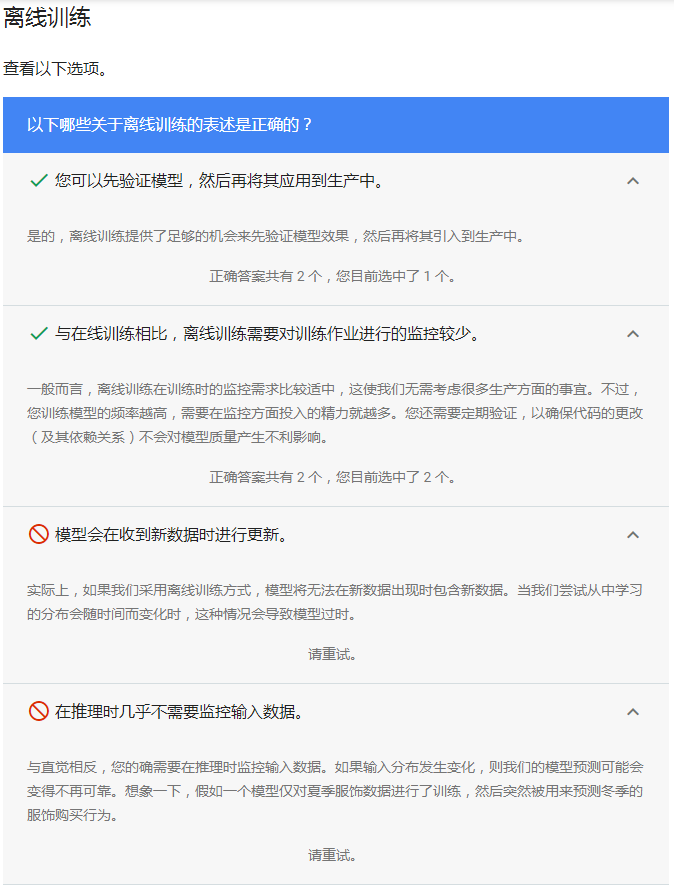 离线训练
查看以下选项。
以下哪些关于离线训练的表述是正确的？
您可以先验证模型，然后再将其应用到生产中。
是的，离线训练提供了足够的机会来先验证模型效果，然后再将其引入到生产中。
正确答案共有 2 个，您目前选中了 1 个。
与在线训练相比，离线训练需要对训练作业进行的监控较少。
一般而言，离线训练在训练时的监控需求比较适中，这使我们无需考虑很多生产方面的事宜。不过，
您训练模型的频率越高，需要在监控方面投入的精力就越多。您还需要定期验证，以确保代码的更改
（及其依赖关系）不会对模型质量产生不利影响。
正确答案共有 2 个，您目前选中了 2 个。
模型会在收到新数据时进行更新。
实际上，如果我们采用离线训练方式，模型将无法在新数据出现时包含新数据。当我们尝试从中学习
的分布会随时间而变化时，这种情况会导致模型过时。
请重试。
在推理时几乎不需要监控输入数据。
与直觉相反，您的确需要在推理时监控输入数据。如果输入分布发生变化，则我们的模型预测可能会
变得不再可靠。想象一下，假如一个模型仅对夏季服饰数据进行了训练，然后突然被用来预测冬季的
服饰购买行为。
请重试。